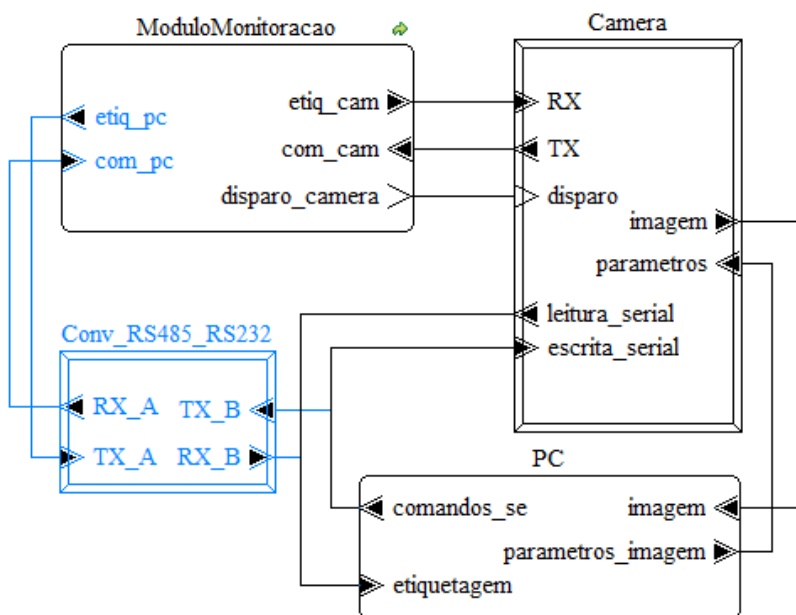 ModuloMonitoracao
etiq_pc
com_pc
etiq_cam
com_cam
disparo_camera
Camera
RX
TX
disparo
imagem
parametros
leitura_serial
escrita_serial
Conv_RS485_RS232
RX_A TX_B
TX_A RX_B
PC
comandos_se imagem
parametros_imagem
etiquetagem